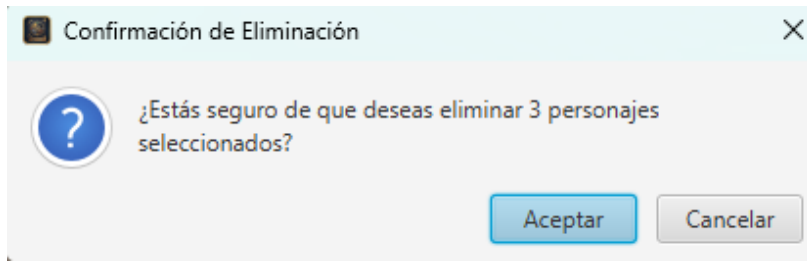 Confirmación de Eliminación
¿Estás seguro de que deseas eliminar 3 personajes
seleccionados?
Aceptar
Cancelar